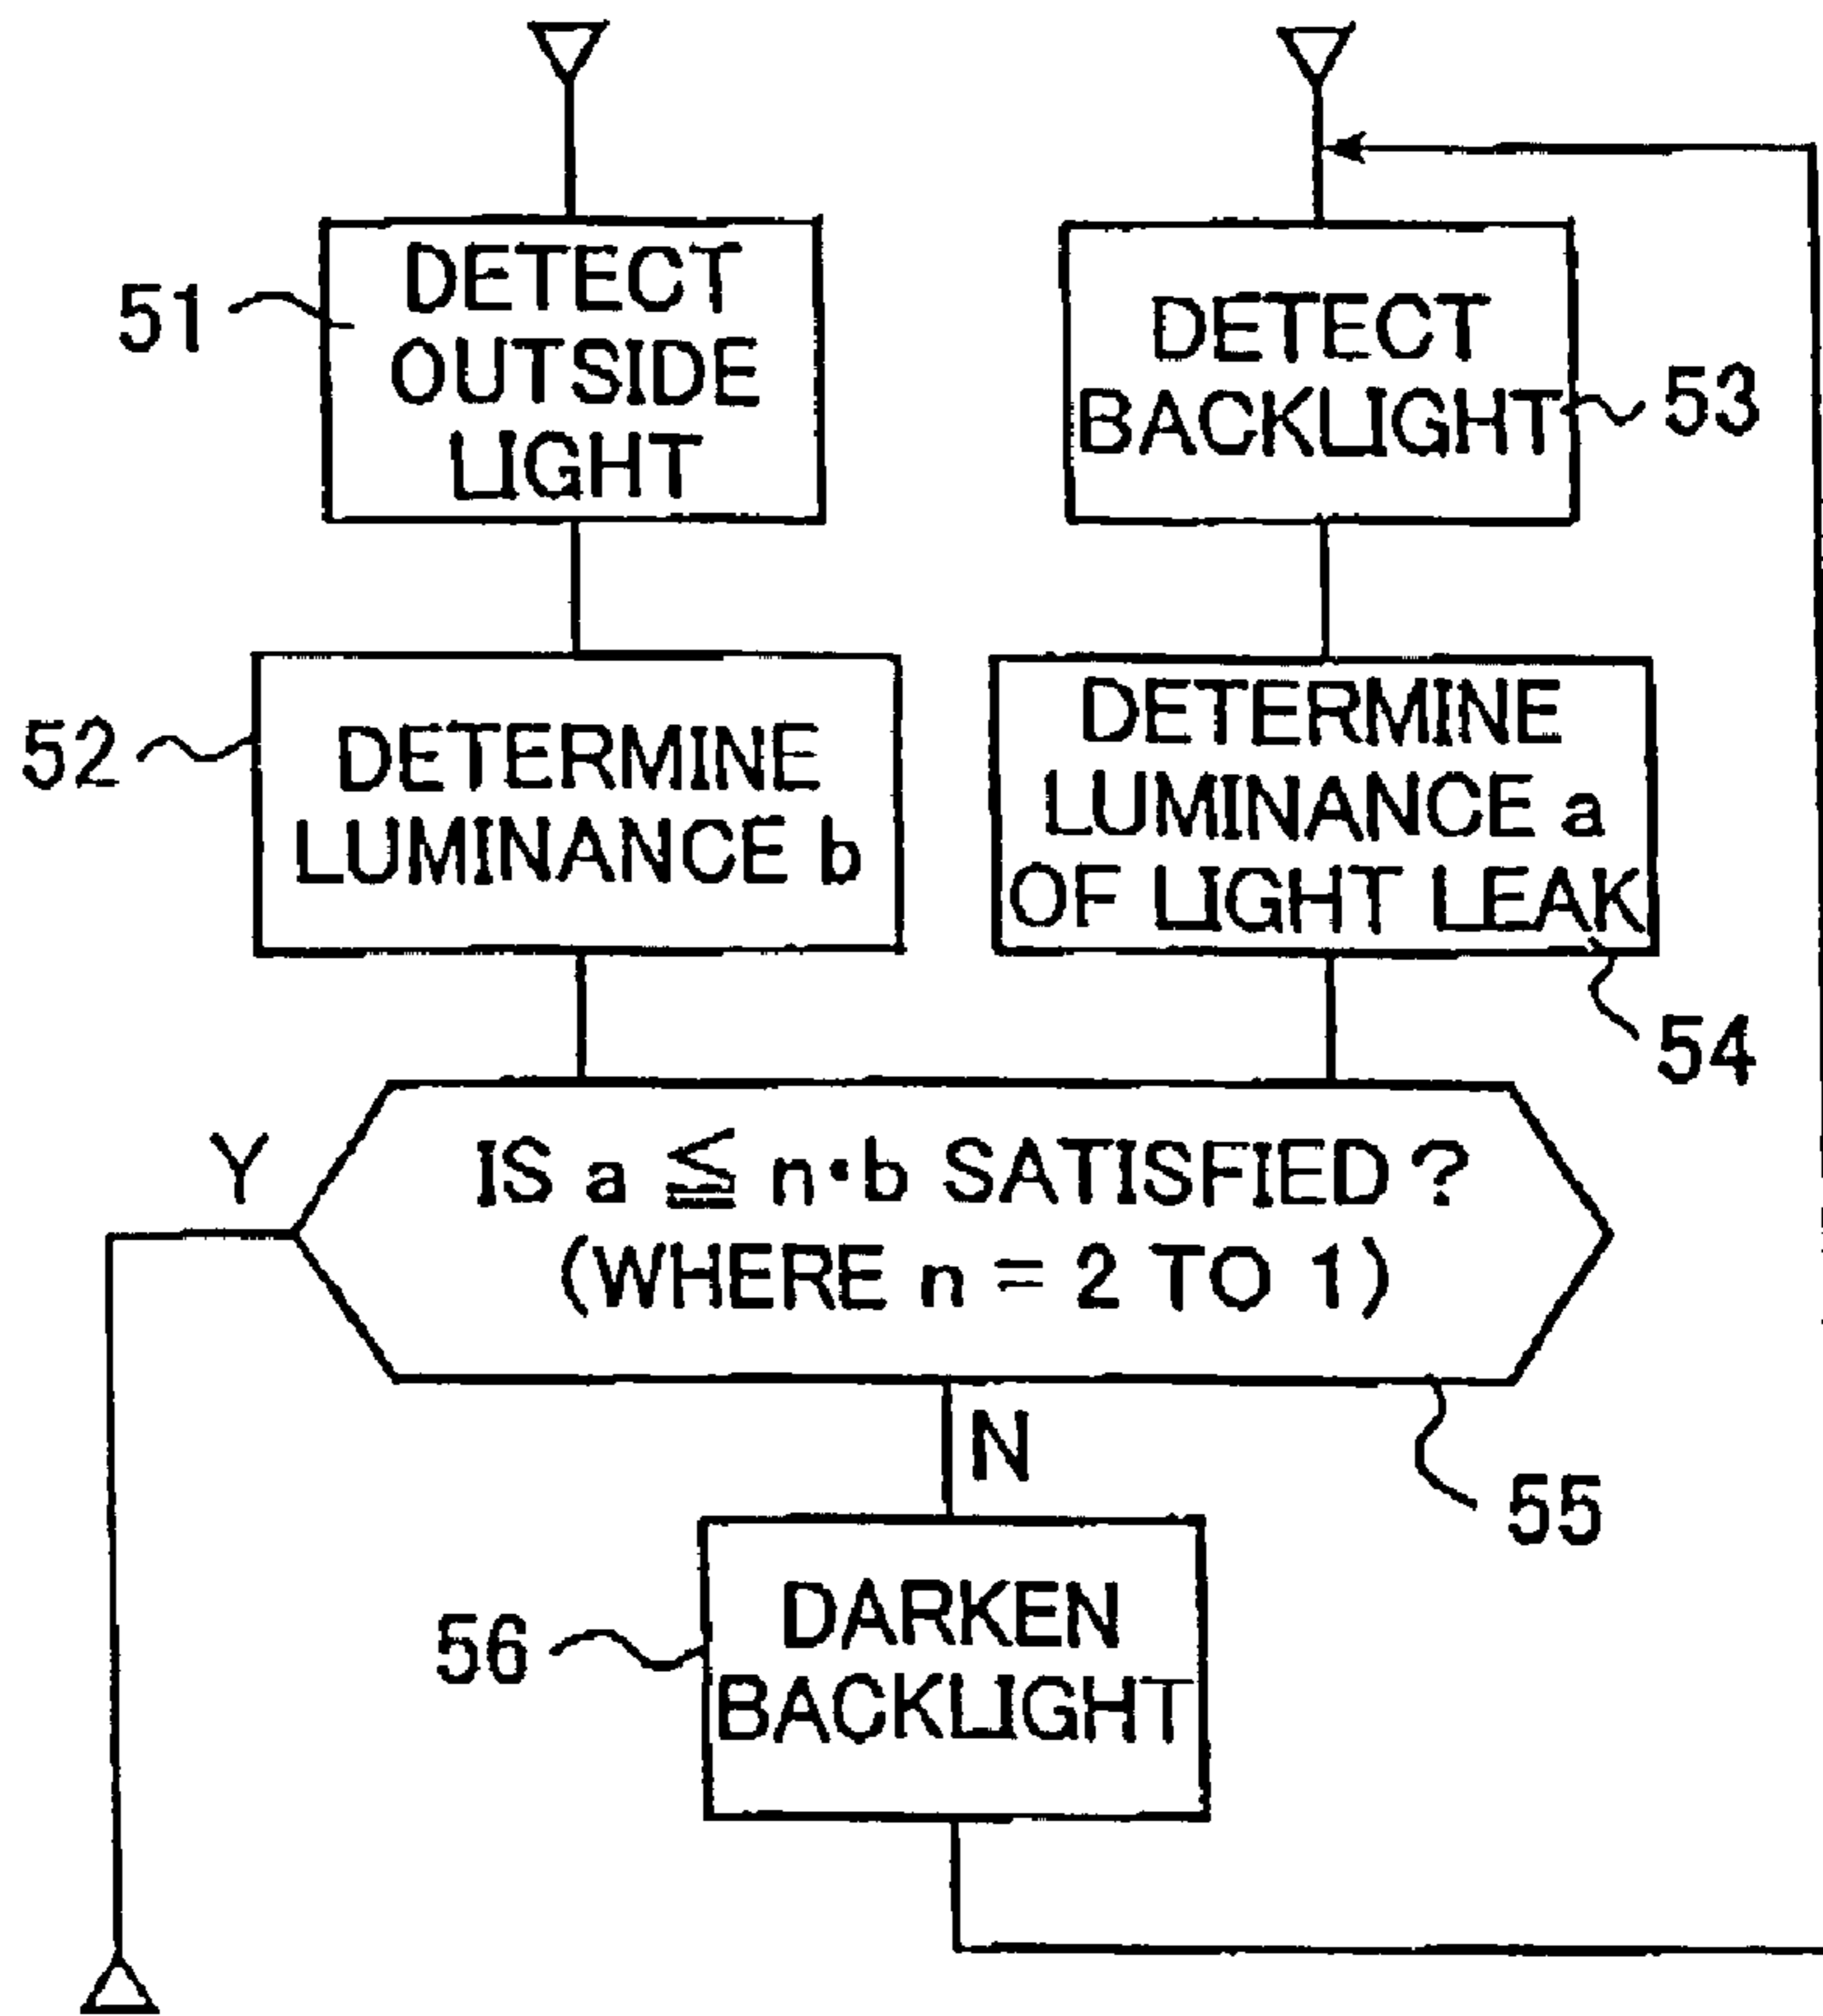 51
DETECT
OUTSIDE
LIGHT
DETECT
BACKLIGHT
53
52
DETERMINE
LUMINANCE b
DETERMINE
LUMINANCE a
OF LIGHT LEAK
54
Y
IS a ≦ n·b SATISFIED ?
(WHERE n = 2 TO 1)
N
55
56
DARKEN
BACKLIGHT